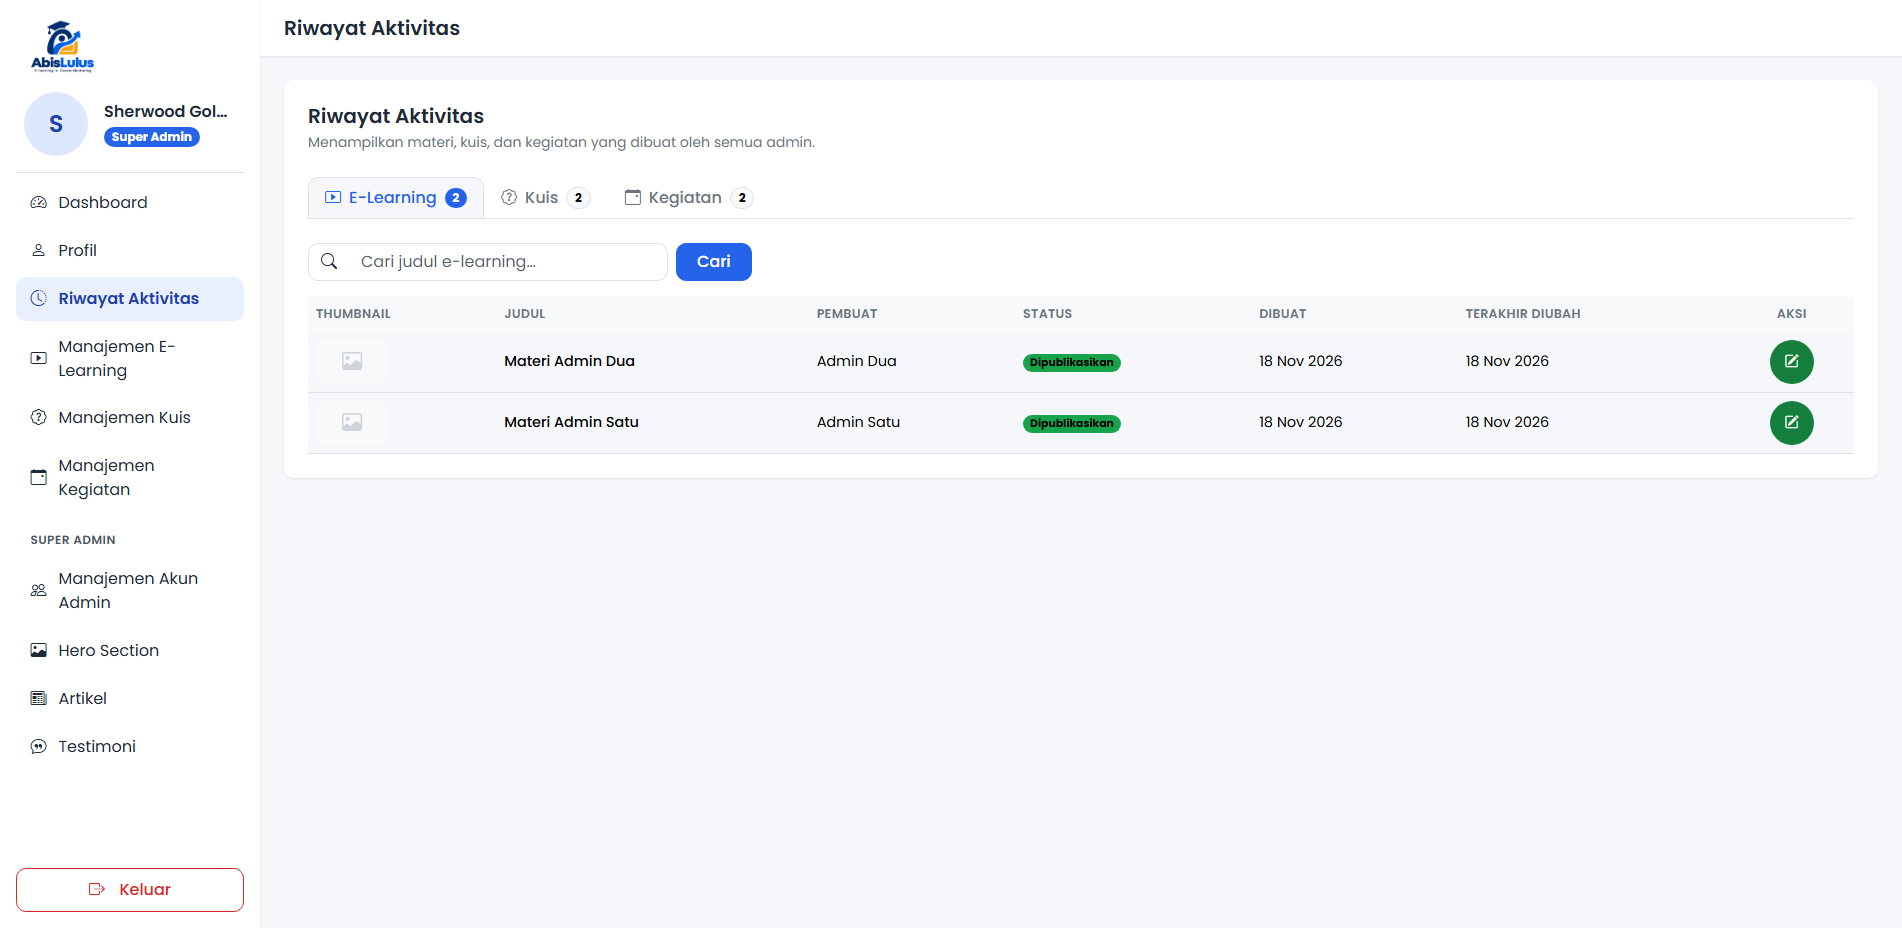 AbisLulus
S
Sherwood Gol...
Super Admin
Dashboard
Profil
Riwayat Aktivitas
Manajemen E-
Learning
Manajemen Kuis
Manajemen
Kegiatan
SUPER ADMIN
Manajemen Akun
Admin
Hero Section
Artikel
Testimoni
Keluar
Riwayat Aktivitas
Riwayat Aktivitas
Menampilkan materi, kuis, dan kegiatan yang dibuat oleh semua admin.
E-Learning 2 Kuis 2 Kegiatan 2
Cari judul e-learning... Cari
THUMBNAIL JUDUL PEMBUAT STATUS DIBUAT TERAKHIR DIUBAH AKSI
Materi Admin Dua Admin Dua Dipublikasikan 18 Nov 2026 18 Nov 2026
Materi Admin Satu Admin Satu Dipublikasikan 18 Nov 2026 18 Nov 2026